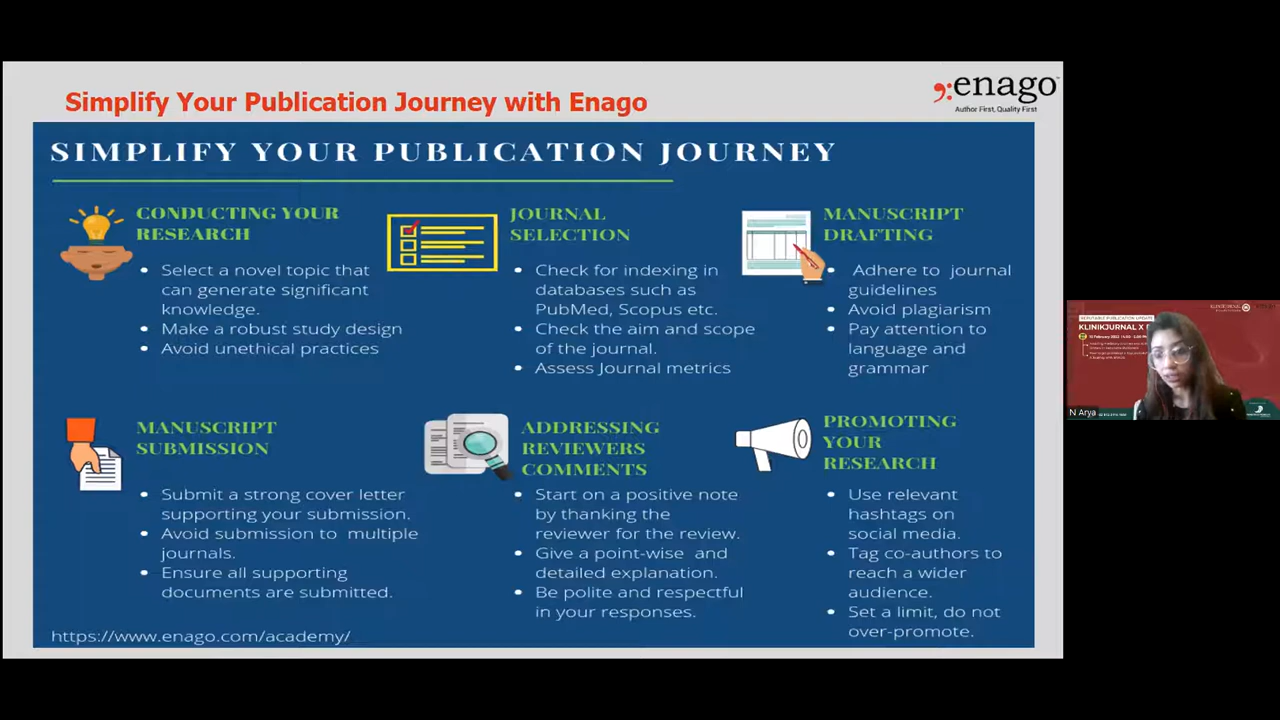 Simplify Your Publication Journey with Enago
enago
Author First, Quality First
SIMPLIFY YOUR PUBLICATION JOURNEY
CONDUCTING YOUR
RESEARCH
• Select a novel topic that
can generate significant
knowledge.
• Make a robust study design
• Avoid unethical practices
JOURNAL
SELECTION
• Check for indexing in
databases such as
PubMed, Scopus etc.
• Check the aim and scope
of the journal.
• Assess Journal metrics
MANUSCRIPT
DRAFTING
• Adhere to journal
guidelines
• Avoid plagiarism
• Pay attention to
language and
grammar
MANUSCRIPT
SUBMISSION
• Submit a strong cover letter
supporting your submission.
• Avoid submission to multiple
journals.
• Ensure all supporting
documents are submitted.
ADDRESSING
REVIEWERS
COMMENTS
• Start on a positive note
by thanking the
reviewer for the review.
• Give a point-wise and
detailed explanation.
• Be polite and respectful
in your responses.
PROMOTING
YOUR
RESEARCH
• Use relevant
hashtags on
social media.
• Tag co-authors to
reach a wider
audience.
• Set a limit, do not
over-promote.
https://www.enago.com/academy/
KLINIKJURNAL X
N Arya